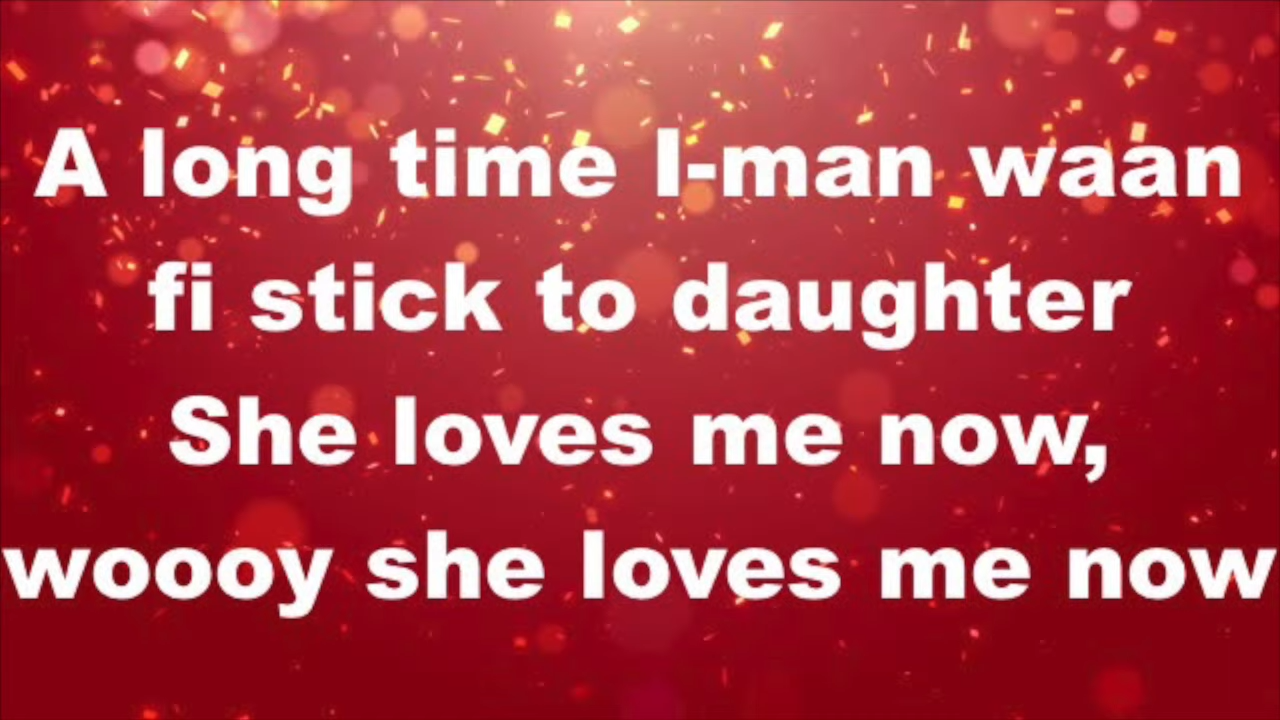 A long time I-man waan
fi stick to daughter
She loves me now,
woooy she loves me now